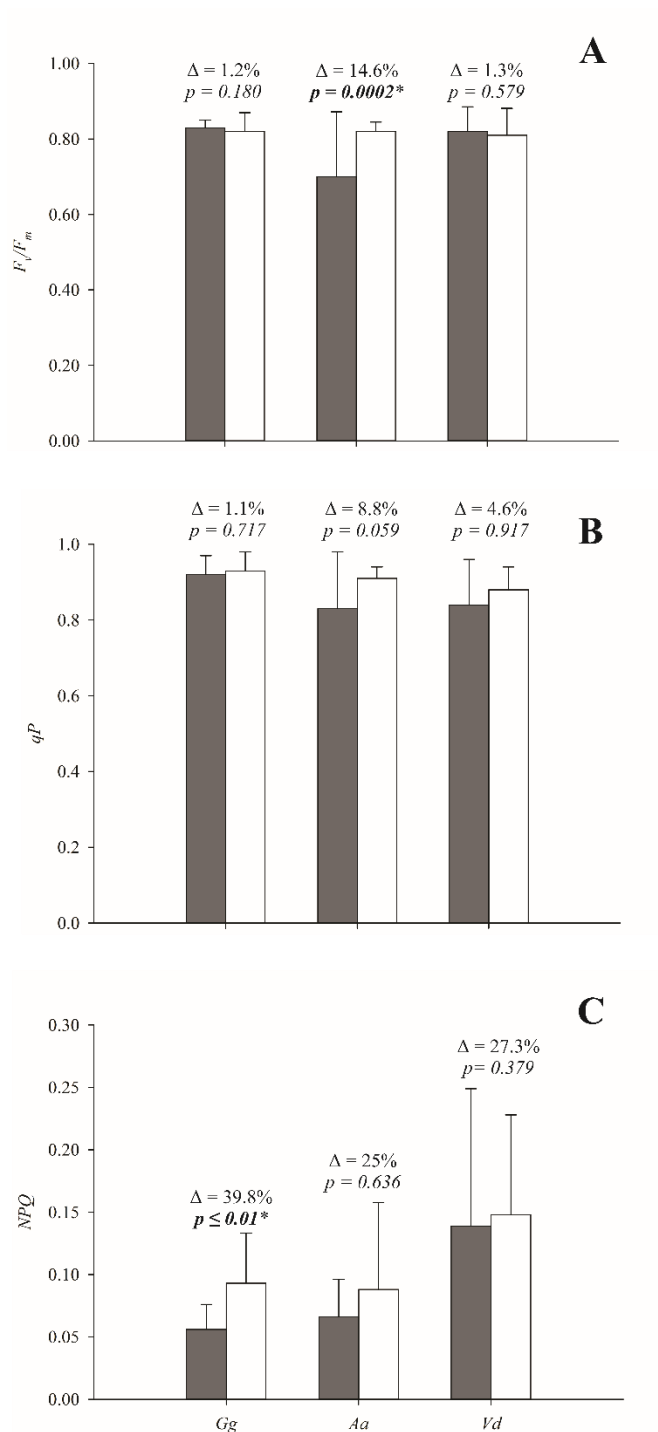 A
Δ = 1.2% Δ = 14.6% Δ = 1.3%
p = 0.180 p = 0.0002* p = 0.579
1.00
0.80
0.60
0.40
0.20
0.00
Fv/Fm
B
Δ = 1.1% Δ = 8.8% Δ = 4.6%
p = 0.717 p = 0.059 p = 0.917
1.0
0.8
0.6
0.4
0.2
0.0
qP
C
Δ = 27.3%
p= 0.379
Δ = 25%
p = 0.636
Δ = 39.8%
p ≤ 0.01*
0.30
0.25
0.20
0.15
0.10
0.05
0.00
NPQ
Gg Aa Vd